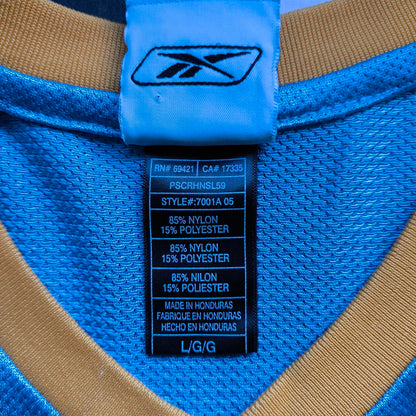 RN# 69421 CA# 17335
PSCRHNSL59
STYLE#:7001A 05
85% NYLON
15% POLYESTER
85% NYLON
15% POLYESTER
85% NILON
15% POLIESTER
MADE IN HONDURAS
FABRIQUE EN HONDURAS
HECHO EN HONDURAS
L/G/G